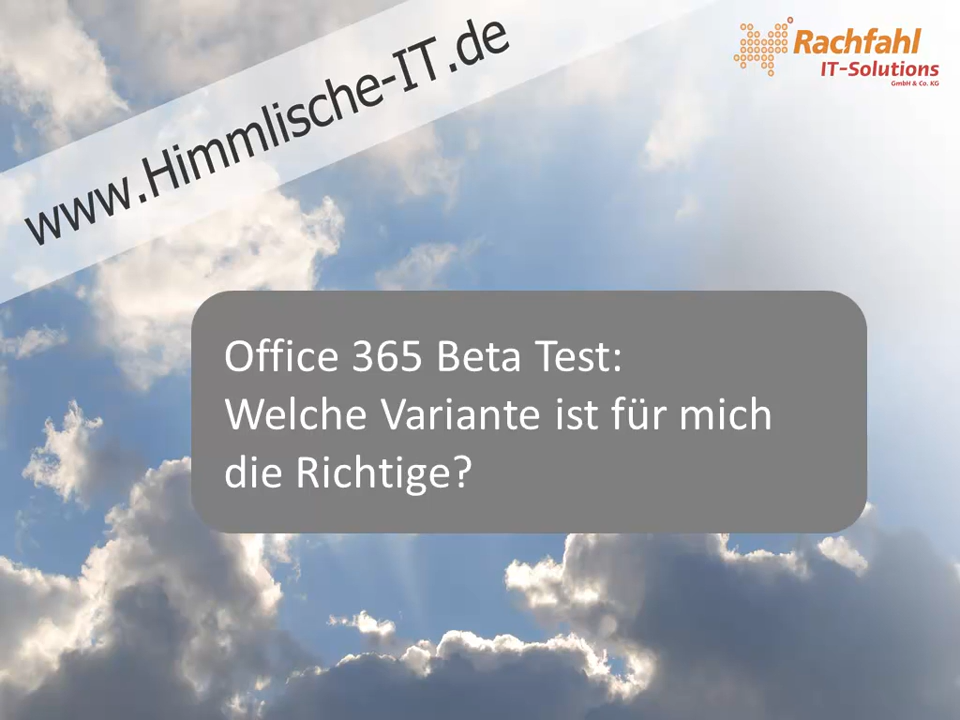 www.Himmlische-IT.de
Rachfahl
IT-Solutions
GmbH & Co. KG
Office 365 Beta Test:
Welche Variante ist für mich
die Richtige?